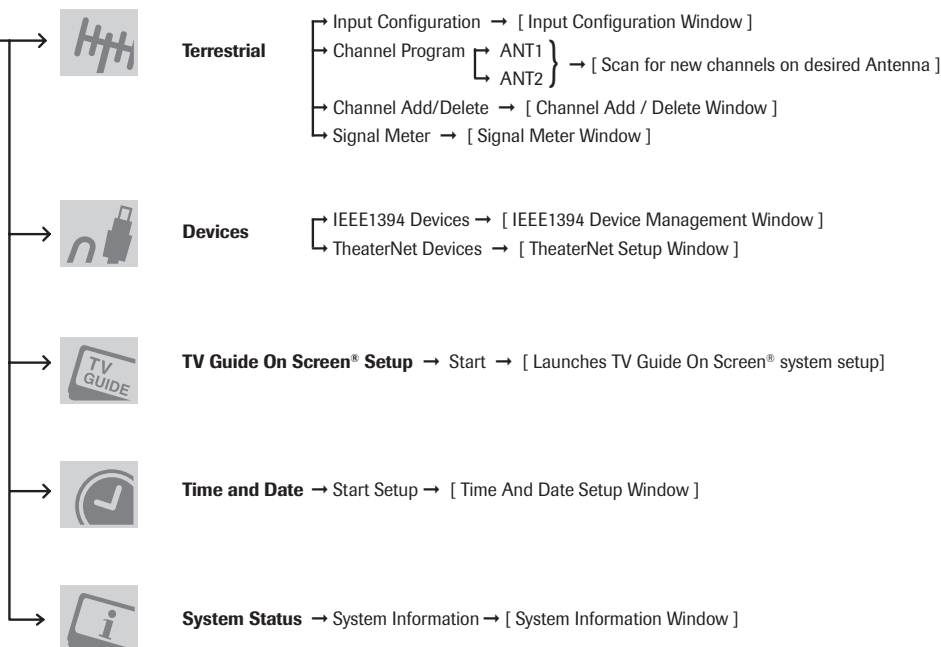 Terrestrial
Input Configuration → [ Input Configuration Window ]
Channel Program → ANT1
→ ANT2 } → [ Scan for new channels on desired Antenna ]
Channel Add/Delete → [ Channel Add / Delete Window ]
Signal Meter → [ Signal Meter Window ]
Devices
IEEE1394 Devices → [ IEEE1394 Device Management Window ]
TheaterNet Devices → [ TheaterNet Setup Window ]
TV
GUIDE
TV Guide On Screen® Setup → Start → [ Launches TV Guide On Screen® system setup]
Time and Date → Start Setup → [ Time And Date Setup Window ]
i
System Status → System Information → [ System Information Window ]